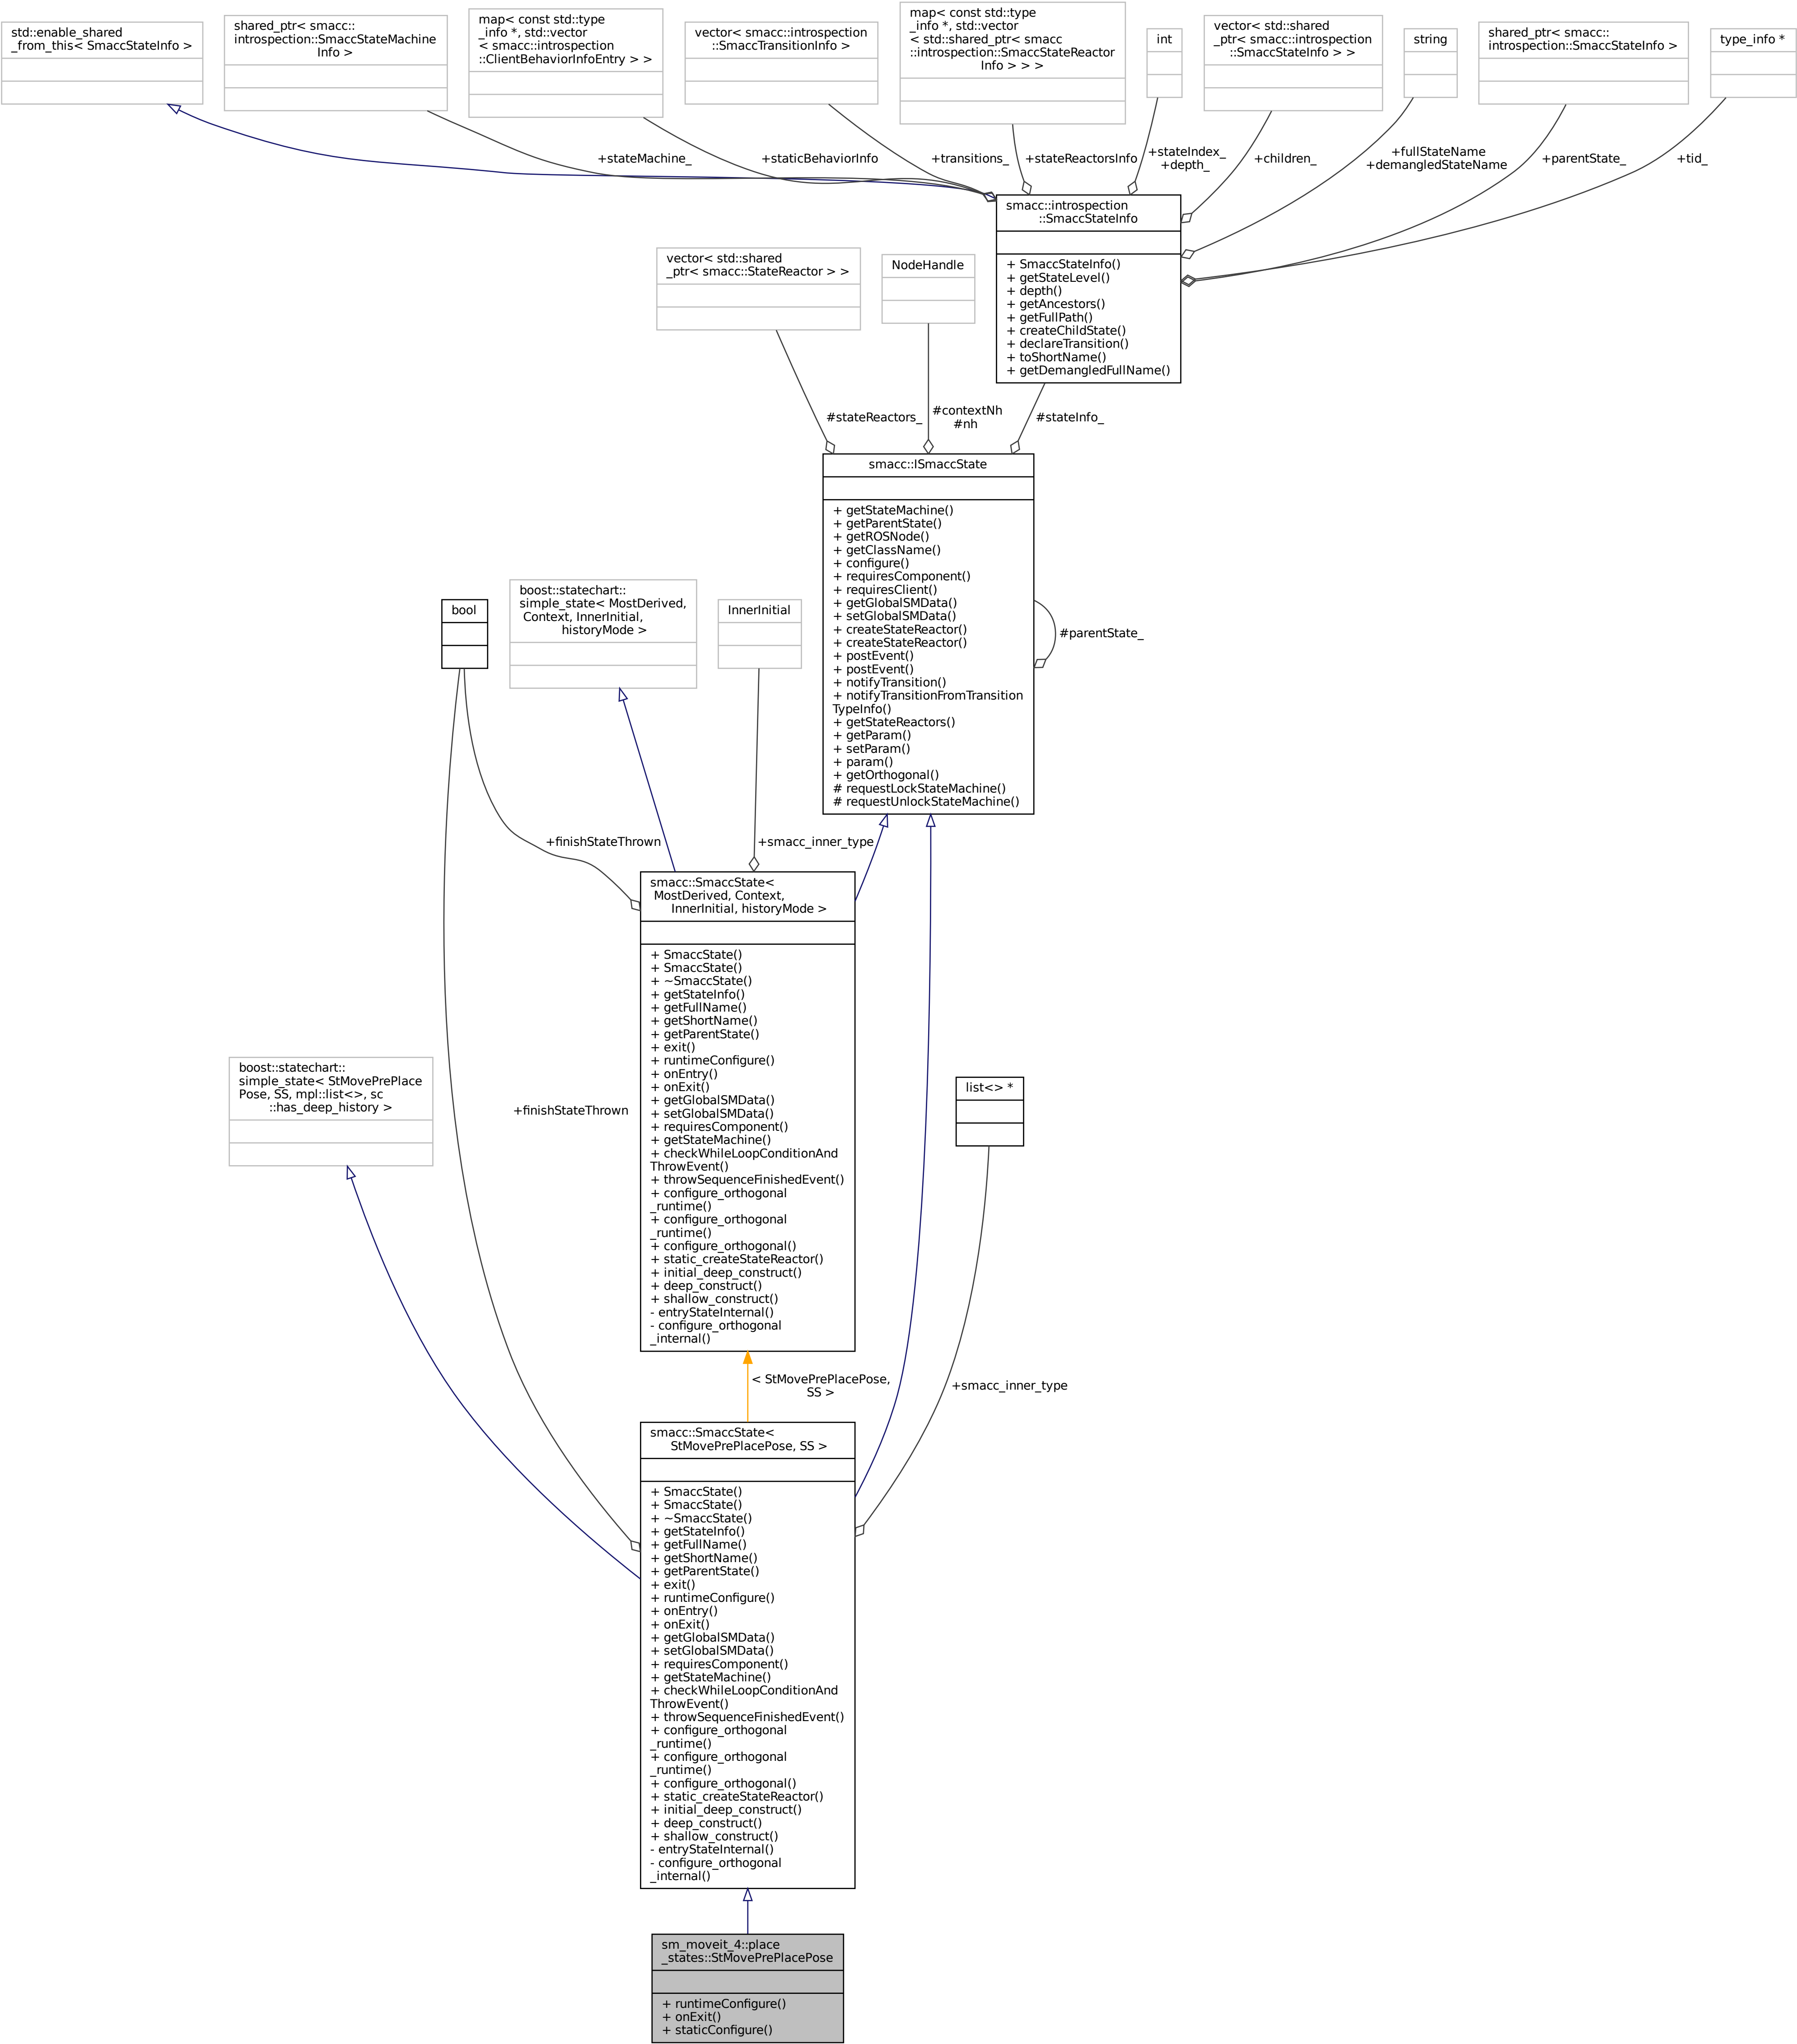 std::enable_shared
_from_this< SmaccStateInfo >
shared_ptr< smacc::
introspection::SmaccStateMachine
Info >
map< const std::type
_info *, std::vector
< smacc::introspection
::ClientBehaviorInfoEntry > >
vector< smacc::introspection
::SmaccTransitionInfo >
map< const std::type
_info *, std::vector
< std::shared_ptr< smacc
::introspection::SmaccStateReactor
Info > > >
int
vector< std::shared
_ptr< smacc::introspection
::SmaccStateInfo > >
string
shared_ptr< smacc::
introspection::SmaccStateInfo >
type_info *
+stateMachine_
+staticBehaviorInfo
+transitions_
+stateReactorsInfo
+stateIndex_
+depth_
+children_
+fullStateName
+demangledStateName
+parentState_
+tid_
smacc::introspection
::SmaccStateInfo
+ SmaccStateInfo()
+ getStateLevel()
+ depth()
+ getAncestors()
+ getFullPath()
+ createChildState()
+ declareTransition()
+ toShortName()
+ getDemangledFullName()
vector< std::shared
_ptr< smacc::StateReactor > >
NodeHandle
#stateReactors_
#contextNh
#nh
#stateInfo_
smacc::ISmaccState
+ getStateMachine()
+ getParentState()
+ getROSNode()
+ getClassName()
+ configure()
+ requiresComponent()
+ requiresClient()
+ getGlobalSMData()
+ setGlobalSMData()
+ createStateReactor()
+ createStateReactor()
+ postEvent()
+ postEvent()
+ notifyTransition()
+ notifyTransitionFromTransition
TypeInfo()
+ getStateReactors()
+ getParam()
+ setParam()
+ param()
+ getOrthogonal()
# requestLockStateMachine()
# requestUnlockStateMachine()
#parentState_
bool
boost::statechart::
simple_state< MostDerived,
Context, InnerInitial,
historyMode >
InnerInitial
+finishStateThrown
+smacc_inner_type
smacc::SmaccState<
MostDerived, Context,
InnerInitial, historyMode >
+ SmaccState()
+ SmaccState()
+ ~SmaccState()
+ getStateInfo()
+ getFullName()
+ getShortName()
+ getParentState()
+ exit()
+ runtimeConfigure()
+ onEntry()
+ onExit()
+ getGlobalSMData()
+ setGlobalSMData()
+ requiresComponent()
+ getStateMachine()
+ checkWhileLoopConditionAnd
ThrowEvent()
+ throwSequenceFinishedEvent()
+ configure_orthogonal
_runtime()
+ configure_orthogonal
_runtime()
+ configure_orthogonal()
+ static_createStateReactor()
+ initial_deep_construct()
+ deep_construct()
+ shallow_construct()
- entryStateInternal()
- configure_orthogonal
_internal()
boost::statechart::
simple_state< StMovePrePlace
Pose, SS, mpl::list<>, sc
::has_deep_history >
+finishStateThrown
list<> *
< StMovePrePlacePose,
SS >
+smacc_inner_type
smacc::SmaccState<
StMovePrePlacePose, SS >
+ SmaccState()
+ SmaccState()
+ ~SmaccState()
+ getStateInfo()
+ getFullName()
+ getShortName()
+ getParentState()
+ exit()
+ runtimeConfigure()
+ onEntry()
+ onExit()
+ getGlobalSMData()
+ setGlobalSMData()
+ requiresComponent()
+ getStateMachine()
+ checkWhileLoopConditionAnd
ThrowEvent()
+ throwSequenceFinishedEvent()
+ configure_orthogonal
_runtime()
+ configure_orthogonal
_runtime()
+ configure_orthogonal()
+ static_createStateReactor()
+ initial_deep_construct()
+ deep_construct()
+ shallow_construct()
- entryStateInternal()
- configure_orthogonal
_internal()
sm_moveit_4::place
_states::StMovePrePlacePose
+ runtimeConfigure()
+ onExit()
+ staticConfigure()